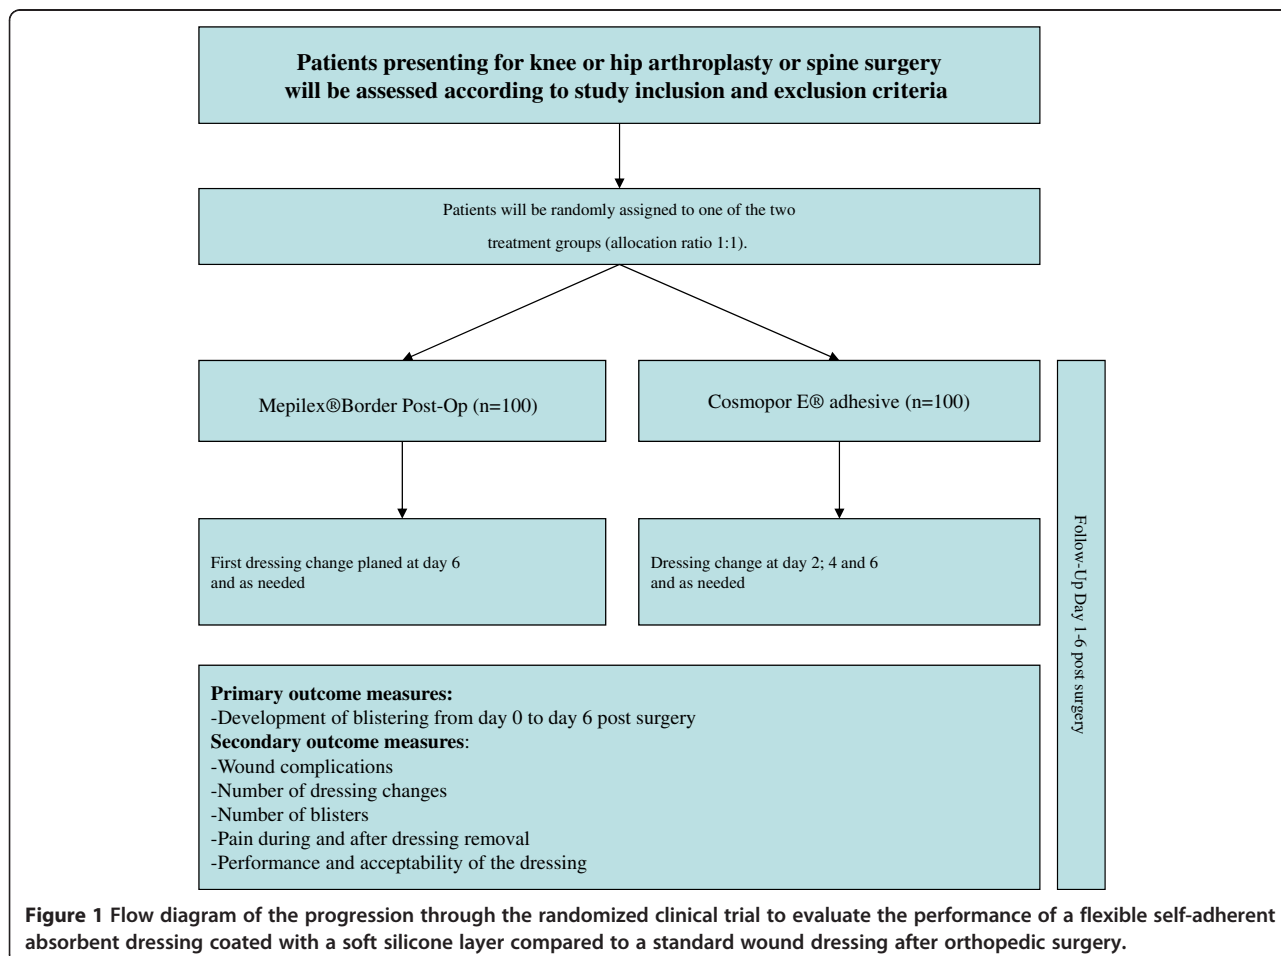 Patients presenting for knee or hip arthroplasty or spine surgery
will be assessed according to study inclusion and exclusion criteria
Patients will be randomly assigned to one of the two
treatment groups (allocation ratio 1:1).
Mepilex®Border Post-Op (n=100)
Cosmopor E® adhesive (n=100)
First dressing change planed at day 6
and as needed
Dressing change at day 2; 4 and 6
and as needed
Follow-Up Day 1-6 post surgery
Primary outcome measures:
-Development of blistering from day 0 to day 6 post surgery
Secondary outcome measures:
-Wound complications
-Number of dressing changes
-Number of blisters
-Pain during and after dressing removal
-Performance and acceptability of the dressing
Figure 1 Flow diagram of the progression through the randomized clinical trial to evaluate the performance of a flexible self-adherent
absorbent dressing coated with a soft silicone layer compared to a standard wound dressing after orthopedic surgery.